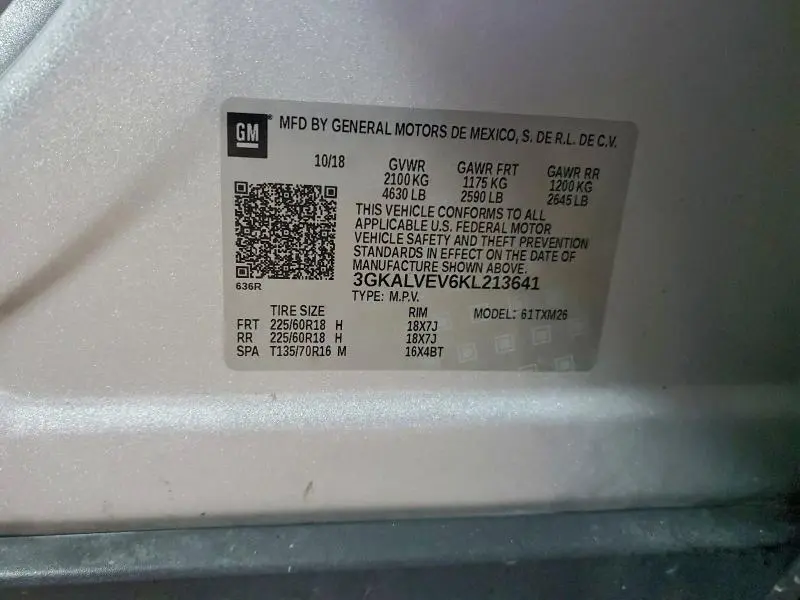 GM® MFD BY GENERAL MOTORS DE MEXICO, S. DE R.L. DE C.V.
10/18 GVWR GAWR FRT GAWR RR
2100 KG 1175 KG 1200 KG
4630 LB 2590 LB 2645 LB
THIS VEHICLE CONFORMS TO ALL
APPLICABLE U.S. FEDERAL MOTOR
VEHICLE SAFETY AND THEFT PREVENTION
STANDARDS IN EFFECT ON THE DATE OF
MANUFACTURE SHOWN ABOVE.
636R 3GKALVEV6KL213641
TYPE: M.P.V.
TIRE SIZE RIM MODEL: 61TXM26
FRT 225/60R18 H 18X7J
RR 225/60R18 H 18X7J
SPA T135/70R16 M 16X4BT